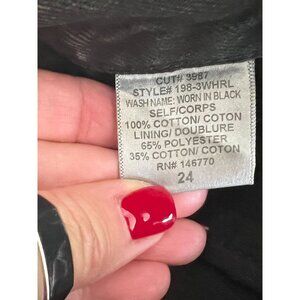 CUT# 3987
STYLE# 198-3WHRL
WASH NAME: WORN IN BLACK
SELF/CORPS
100% COTTON/ COTON
LINING/ DOUBLURE
65% POLYESTER
35% COTTON/ COTON
RN# 146770
24